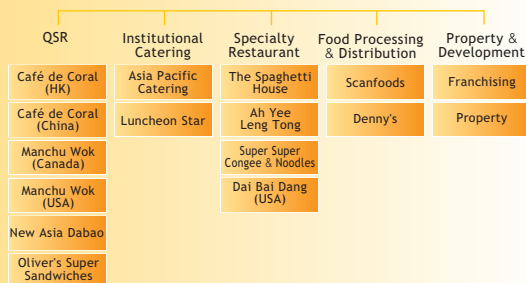 QSR
Café de Coral
(HK)
Café de Coral
(China)
Manchu Wok
(Canada)
Manchu Wok
(USA)
New Asia Dabao
Oliver's Super
Sandwiches
Institutional
Catering
Asia Pacific
Catering
Luncheon Star
Specialty
Restaurant
The Spaghetti
House
Ah Yee
Leng Tong
Super Super
Congee & Noodles
Dai Bai Dang
(USA)
Food Processing
& Distribution
Scanfoods
Denny's
Property &
Development
Franchising
Property